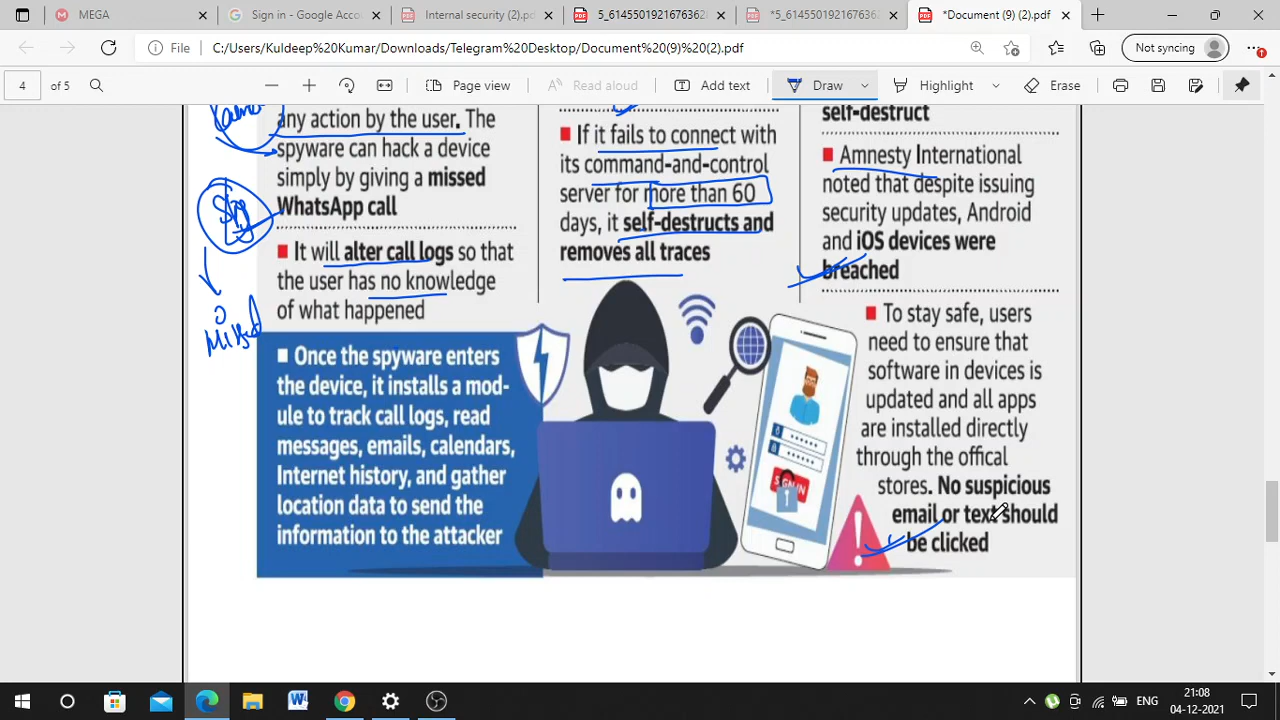 MEGA
Sign in - Google Acco
Internal security (2).pdf
5_6145501921676362
*5_614550192167636
*Document (9) (2).pdf
File
C:/Users/Kuldeep%20Kumar/Downloads/Telegram%20Desktop/Document%20(9)%20(2).pdf
Not syncing
4 of 5
Page view
Read aloud
Add text
Draw
Highlight
Erase
any action by the user. The
spyware can hack a device
simply by giving a missed
WhatsApp call
It will alter call logs so that
the user has no knowledge
of what happened
Missed
Once the spyware enters
the device, it installs a mod-
ule to track call logs, read
messages, emails, calendars,
Internet history, and gather
location data to send the
information to the attacker
If it fails to connect with
its command-and-control
server for more than 60
days, it self-destructs and
removes all traces
SIGN IN
self-destruct
Amnesty International
noted that despite issuing
security updates, Android
and iOS devices were
breached
To stay safe, users
need to ensure that
software in devices is
updated and all apps
are installed directly
through the offical
stores. No suspicious
email or text should
be clicked
ENG
21:08
04-12-2021